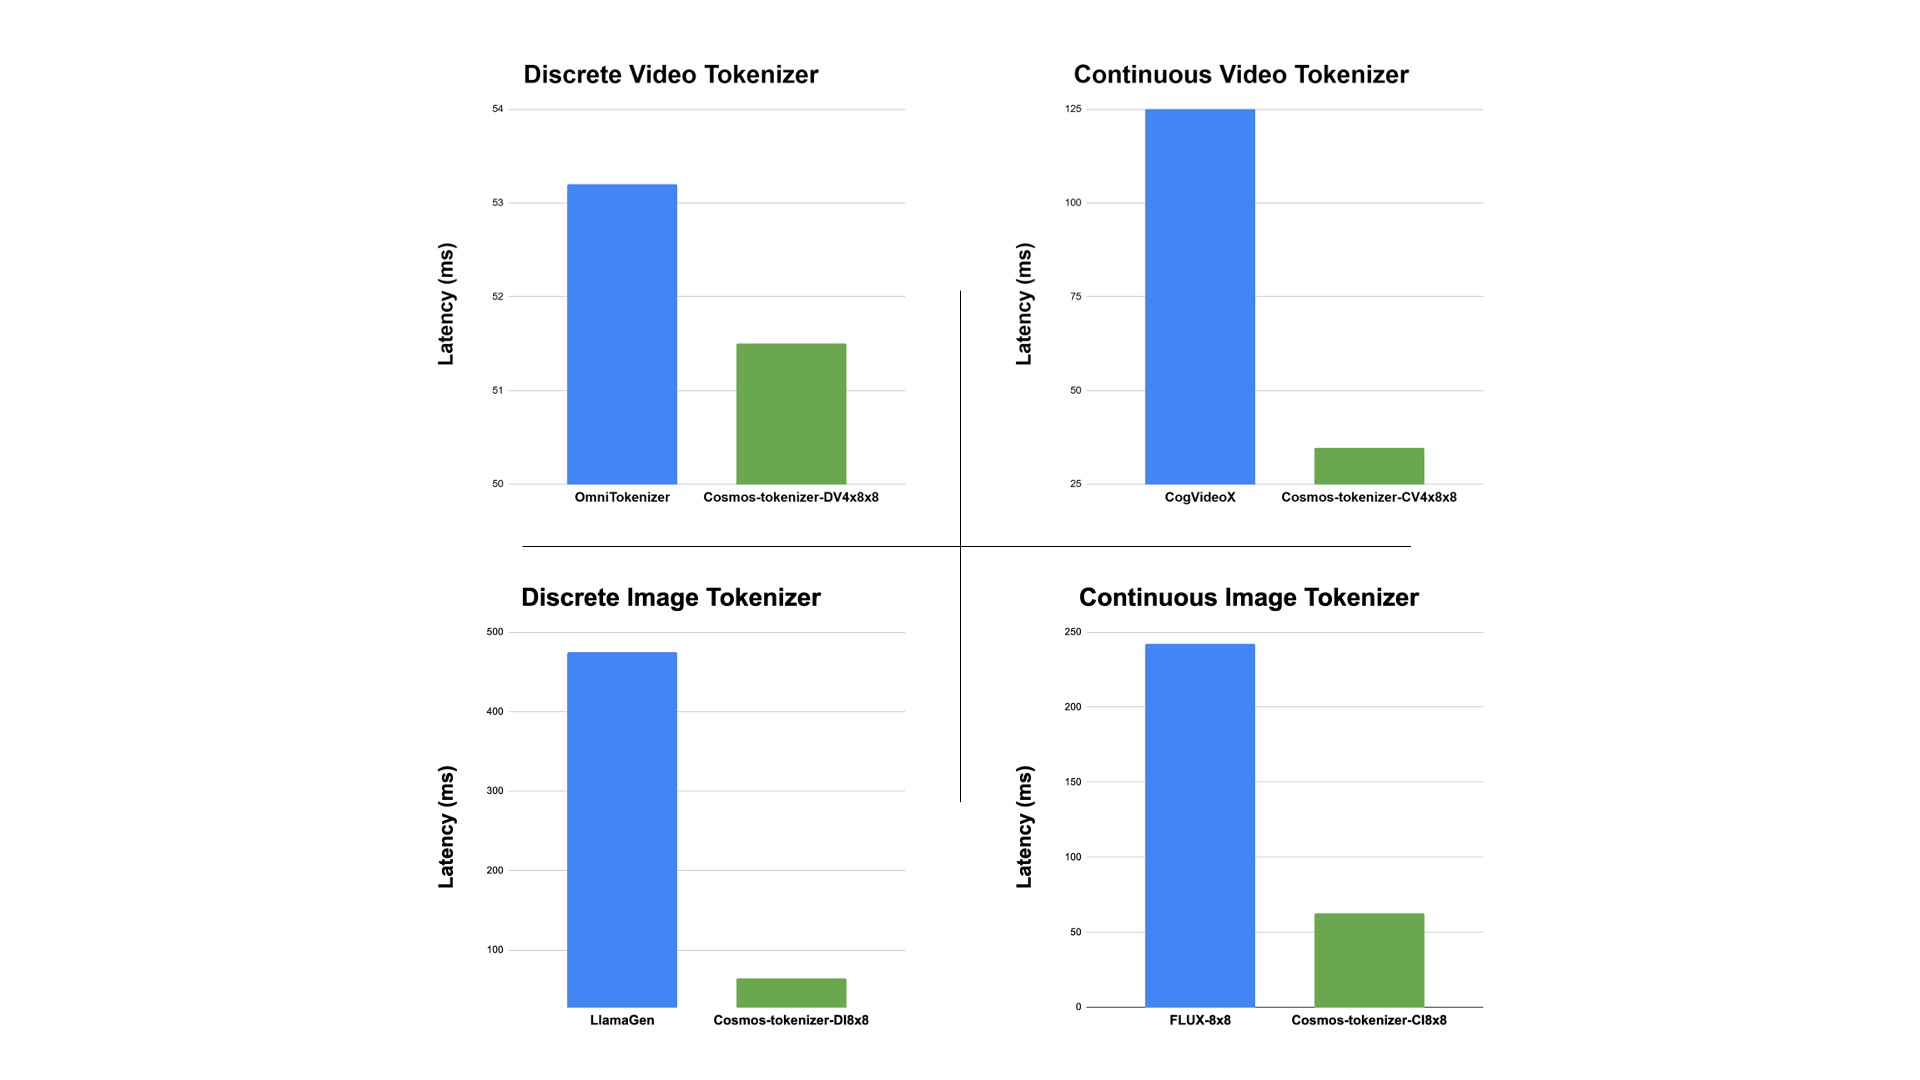 Discrete Video Tokenizer
54
53
52
51
50
Latency (ms)
OmniTokenizer
Cosmos-tokenizer-DV4x8x8
Continuous Video Tokenizer
125
100
75
50
25
Latency (ms)
CogVideoX
Cosmos-tokenizer-CV4x8x8
Discrete Image Tokenizer
500
400
300
200
100
Latency (ms)
LlamaGen
Cosmos-tokenizer-DI8x8
Continuous Image Tokenizer
250
200
150
100
50
0
Latency (ms)
FLUX-8x8
Cosmos-tokenizer-CI8x8